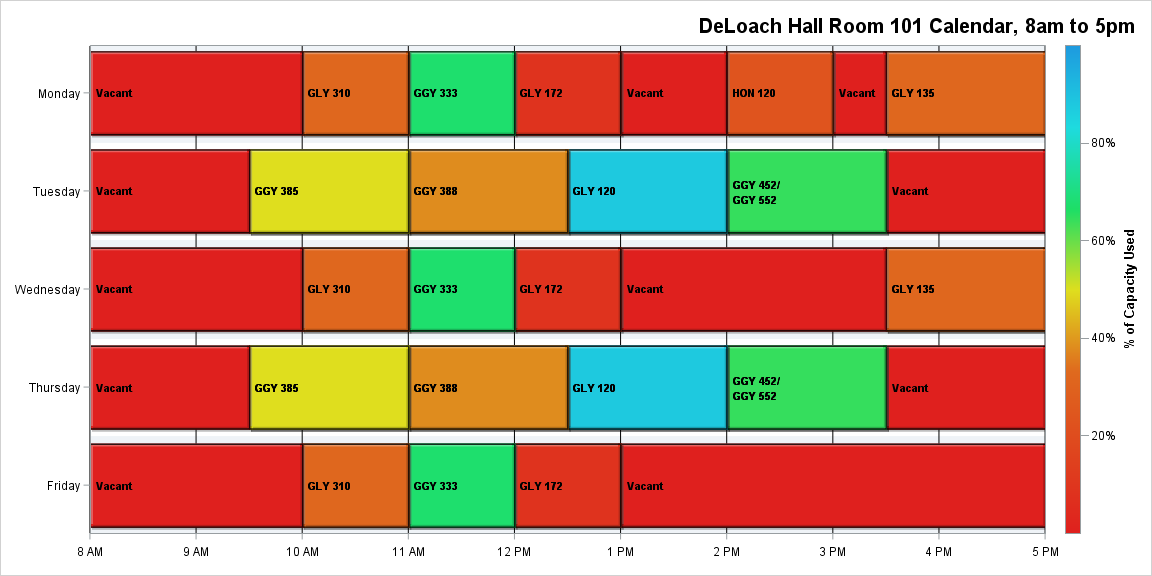 DeLoach Hall Room 101 Calendar, 8am to 5pm
Monday
Vacant
GLY 310
GGY 333
GLY 172
Vacant
HON 120
Vacant
GLY 135
Tuesday
Vacant
GGY 385
GGY 388
GLY 120
GGY 452/
GGY 552
Vacant
Wednesday
Vacant
GLY 310
GGY 333
GLY 172
Vacant
GLY 135
Thursday
Vacant
GGY 385
GGY 388
GLY 120
GGY 452/
GGY 552
Vacant
Friday
Vacant
GLY 310
GGY 333
GLY 172
Vacant
8 AM
9 AM
10 AM
11 AM
12 PM
1 PM
2 PM
3 PM
4 PM
5 PM
80%
60%
40%
20%
% of Capacity Used